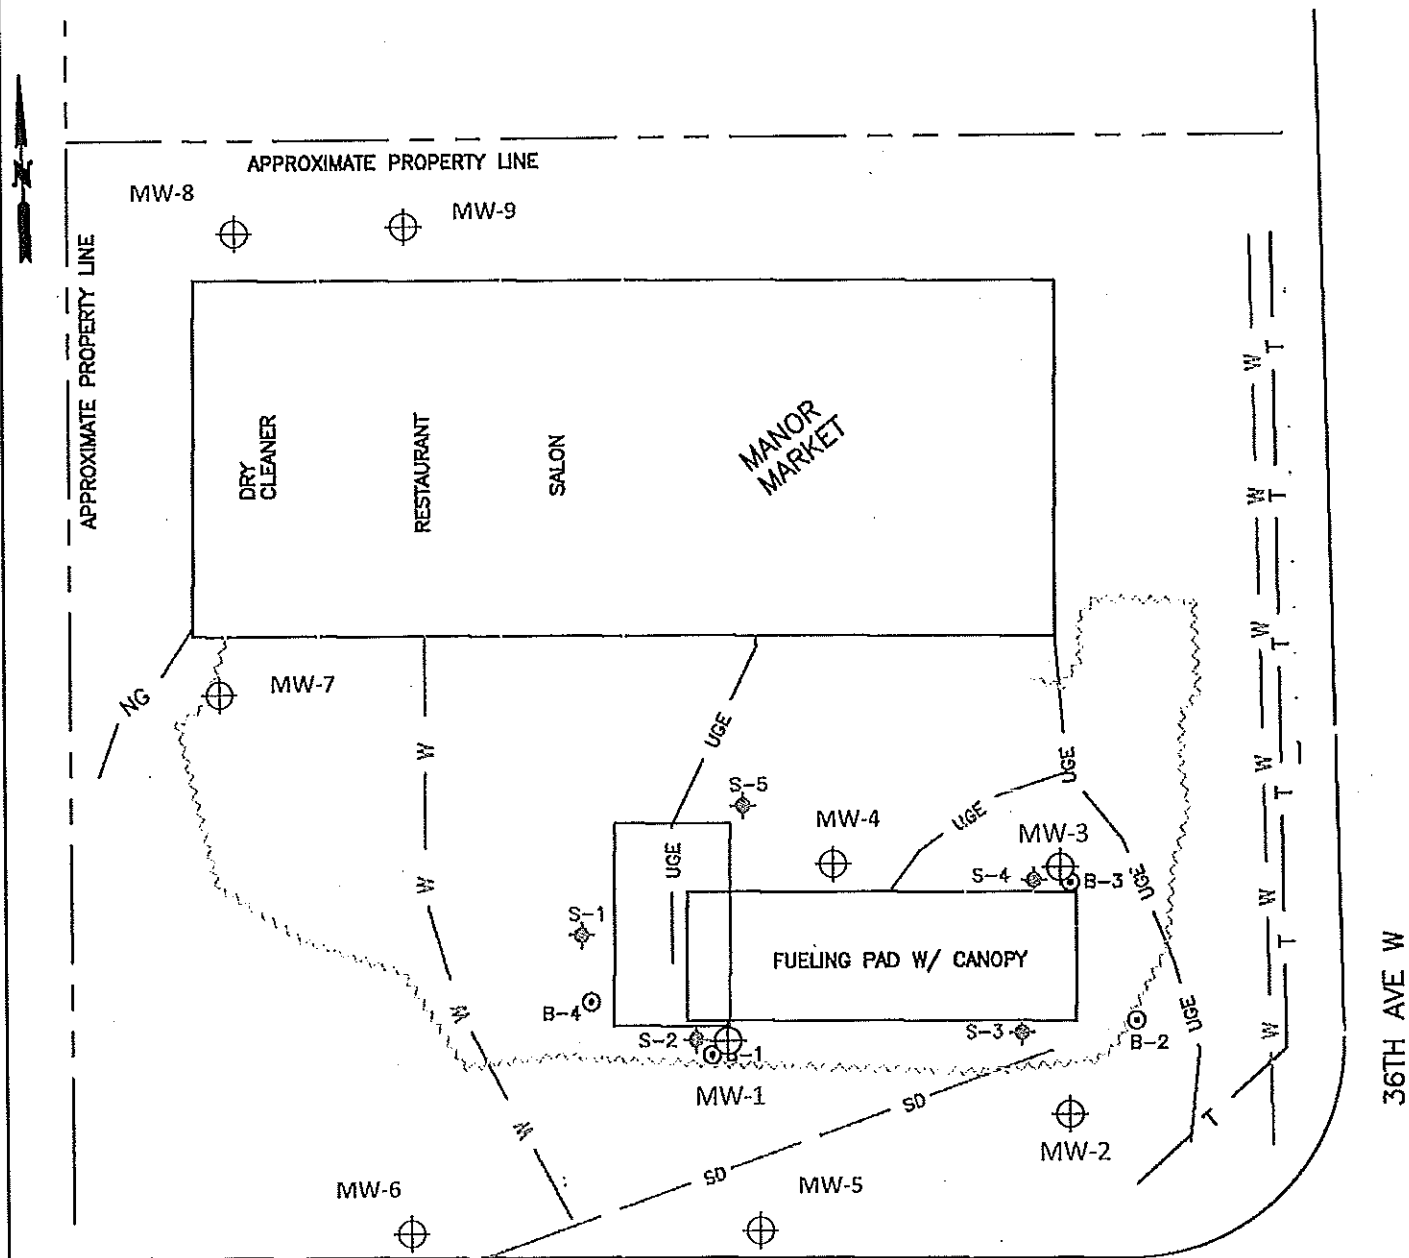 APPROXIMATE PROPERTY LINE
MW-8
MW-9
N
APPROXIMATE PROPERTY LINE
DRY
CLEANER
RESTAURANT
SALON
MANOR
MARKET
W
T
W
T
W
T
NG
MW-7
W
UGE
UGE
W
T
S-5
MW-4
UGE
MW-3
UGE
W
UGE
S-4
B-3
W
T
S-1
FUELING PAD W/ CANOPY
36TH AVE W
B-4
W
UGE
W
S-2
B-1
S-3
B-2
MW-1
SD
T
W
MW-2
SD
MW-6
MW-5